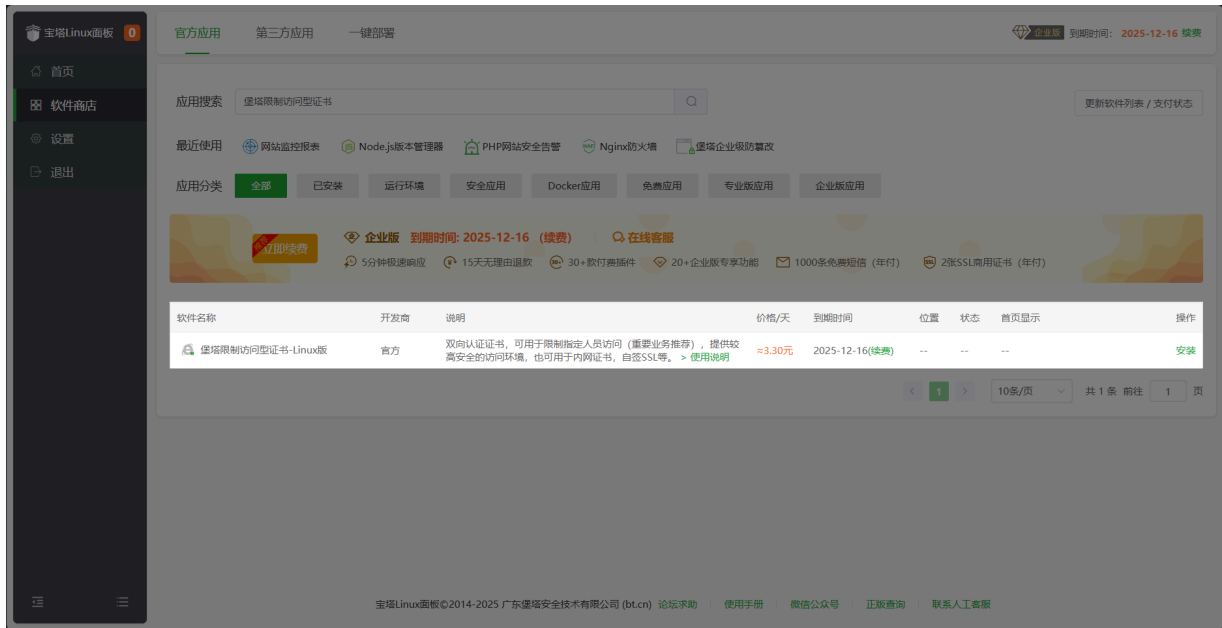 宝塔Linux面板 0
首页
软件商店
设置
退出
官方应用 第三方应用 一键部署
企业版 到期时间: 2025-12-16 续费
应用搜索 堡塔限制访问型证书
更新软件列表 / 支付状态
最近使用 网站监控报表 Node.js版本管理器 PHP网站安全告警 Nginx防火墙 堡塔企业级防篡改
应用分类 全部 已安装 运行环境 安全应用 Docker应用 免费应用 专业版应用 企业版应用
推荐 立即续费
企业版 到期时间: 2025-12-16 (续费) 在线客服
5分钟极速响应 15天无理由退款 30+款付费插件 20+企业版专享功能 1000条免费短信 (年付) 2张SSL商用证书 (年付)
软件名称 开发商 说明 价格/天 到期时间 位置 状态 首页显示 操作
堡塔限制访问型证书-Linux版 官方 双向认证证书，可用于限制指定人员访问（重要业务推荐），提供较
高安全的访问环境，也可用于内网证书，自签SSL等。 > 使用说明 ≈3.30元 2025-12-16(续费) -- -- -- 安装
< 1 > 10条/页 共 1 条 前往 1 页
宝塔Linux面板©2014-2025 广东堡塔安全技术有限公司 (bt.cn) 论坛求助 使用手册 微信公众号 正版查询 联系人工客服